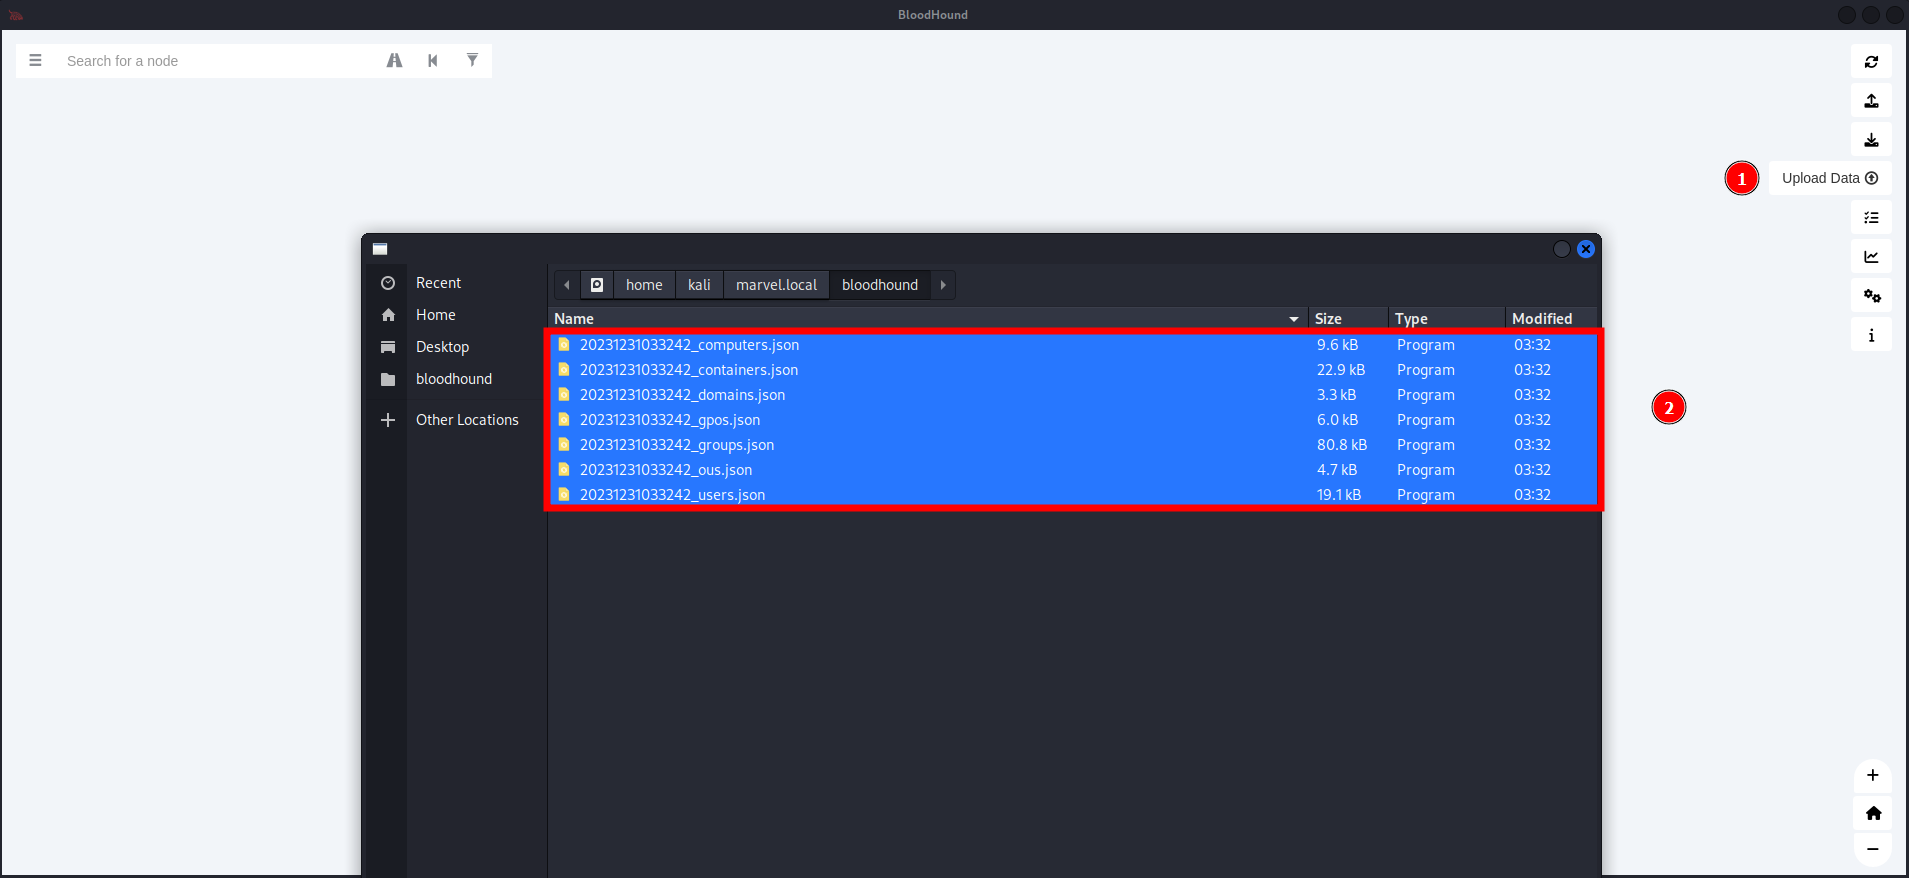 BloodHound
Search for a node
1
Upload Data
Recent
Home
Desktop
bloodhound
Other Locations
home kali marvel.local bloodhound
Name Size Type Modified
20231231033242_computers.json 9.6 kB Program 03:32
20231231033242_containers.json 22.9 kB Program 03:32
20231231033242_domains.json 3.3 kB Program 03:32
20231231033242_gpos.json 6.0 kB Program 03:32
20231231033242_groups.json 80.8 kB Program 03:32
20231231033242_ous.json 4.7 kB Program 03:32
20231231033242_users.json 19.1 kB Program 03:32
2